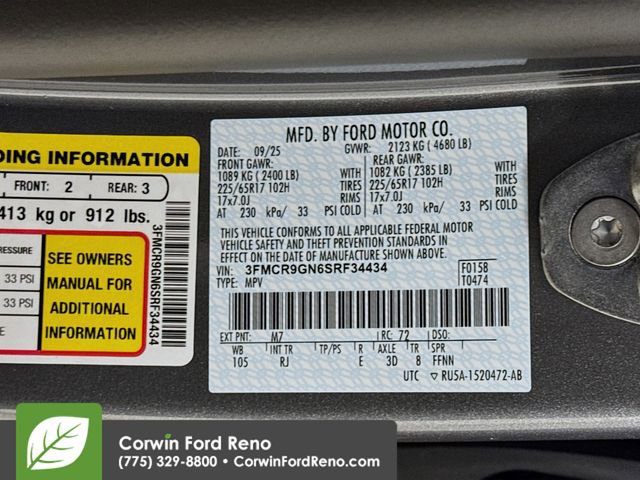 DING INFORMATION
FRONT: 2 REAR: 3
413 kg or 912 lbs.
PRESSURE
33 PSI
33 PSI
SEE OWNERS
MANUAL FOR
ADDITIONAL
INFORMATION
3FMCR9GN6SRF34434
MFD. BY FORD MOTOR CO.
DATE: 09/25 GVWR: 2123 KG ( 4680 LB)
FRONT GAWR: REAR GAWR:
1089 KG ( 2400 LB) WITH 1082 KG ( 2385 LB) WITH
225/65R17 102H TIRES 225/65R17 102H TIRES
17x7.0J RIMS 17x7.0J RIMS
AT 230 kPa/ 33 PSI COLD AT 230 kPa/ 33 PSI COLD
THIS VEHICLE CONFORMS TO ALL APPLICABLE FEDERAL MOTOR
VEHICLE SAFETY AND THEFT PREVENTION STANDARDS IN
EFFECT ON THE DATE OF MANUFACTURE SHOWN ABOVE.
VIN: 3FMCR9GN6SRF34434 F0158
TYPE: MPV T0474
EXT PNT: M7 RC: 72 DSO:
WB INT TR TP/PS R AXLE TR SPR
105 RJ E 3D 8 FFNN
UTC RU5A-1520472-AB
Corwin Ford Reno
(775) 329-8800 • CorwinFordReno.com